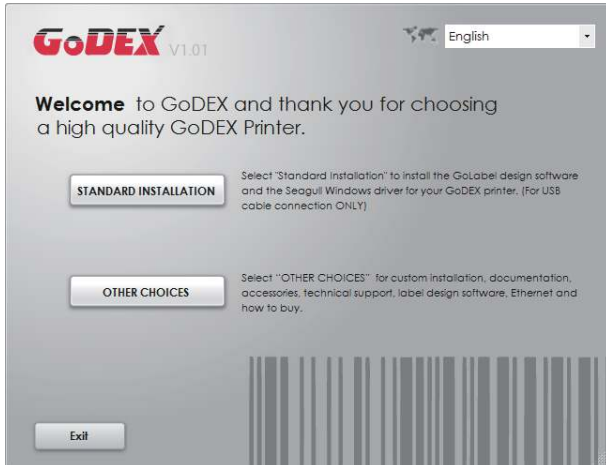 GoDEX V1.01
English
Welcome to GoDEX and thank you for choosing
a high quality GoDEX Printer.
STANDARD INSTALLATION
Select "Standard Installation" to install the GoLabel design software
and the Seagull Windows driver for your GoDEX printer. (For USB
cable connection ONLY)
OTHER CHOICES
Select "OTHER CHOICES" for custom installation, documentation,
accessories, technical support, label design software, Ethernet and
how to buy.
Exit